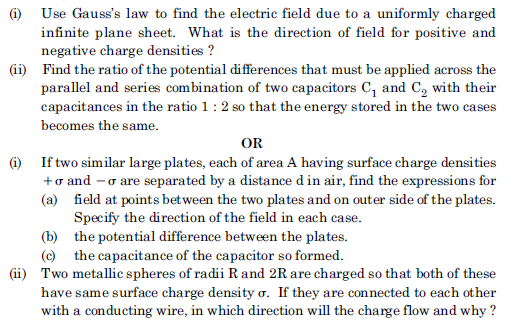 (i) Use Gauss's law to find the electric field due to a uniformly charged
infinite plane sheet. What is the direction of field for positive and
negative charge densities ?
(ii) Find the ratio of the potential differences that must be applied across the
parallel and series combination of two capacitors C₁ and C₂ with their
capacitances in the ratio 1 : 2 so that the energy stored in the two cases
becomes the same.
OR
(i) If two similar large plates, each of area A having surface charge densities
+σ and –σ are separated by a distance d in air, find the expressions for
(a) field at points between the two plates and on outer side of the plates.
Specify the direction of the field in each case.
(b) the potential difference between the plates.
(c) the capacitance of the capacitor so formed.
(ii) Two metallic spheres of radii R and 2R are charged so that both of these
have same surface charge density σ. If they are connected to each other
with a conducting wire, in which direction will the charge flow and why ?